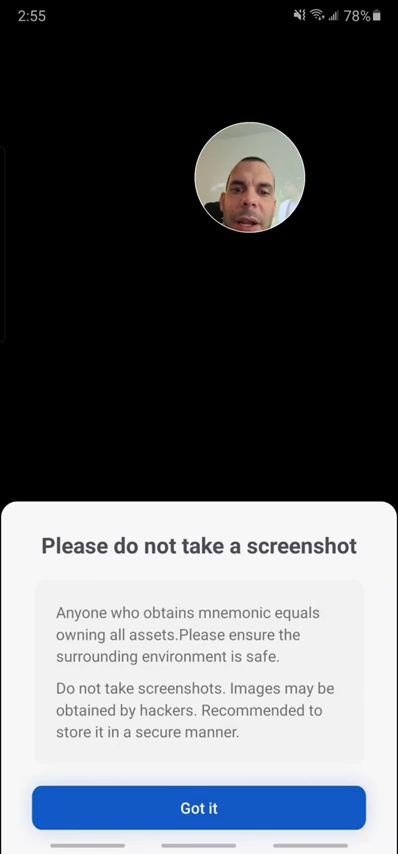 2:55
78%
Please do not take a screenshot
Anyone who obtains mnemonic equals
owning all assets.Please ensure the
surrounding environment is safe.
Do not take screenshots. Images may be
obtained by hackers. Recommended to
store it in a secure manner.
Got it